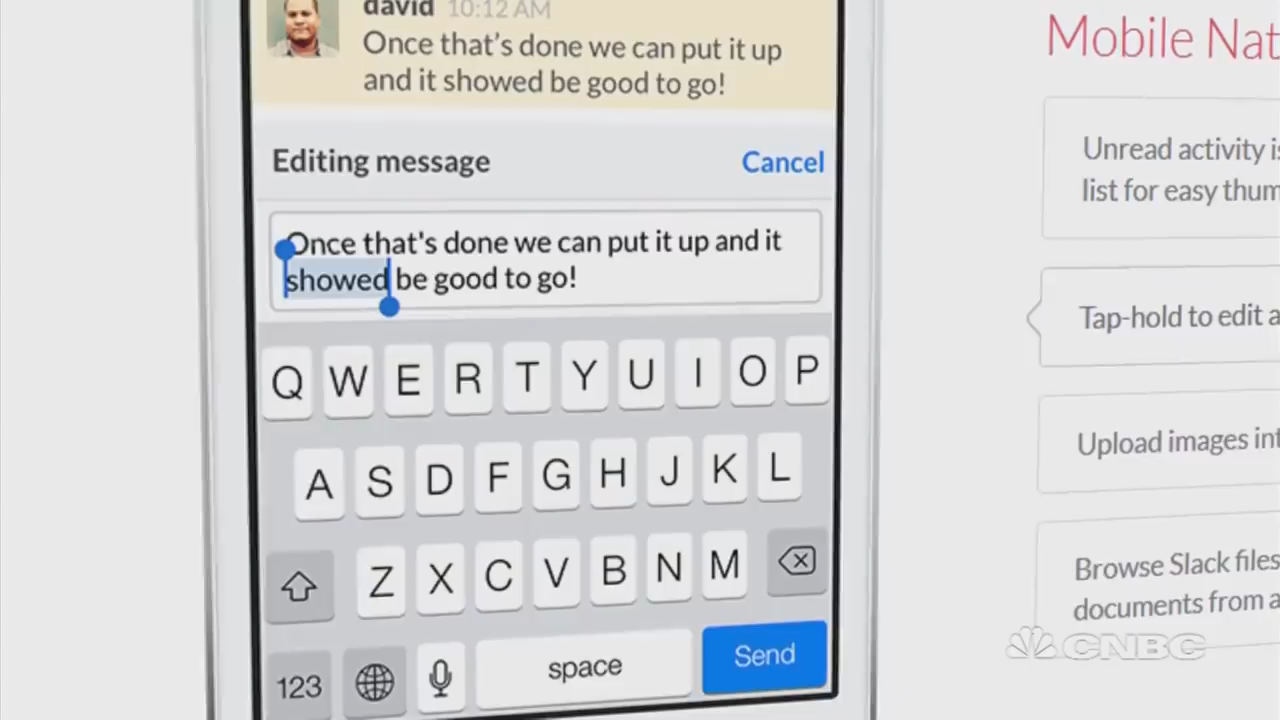 david 10:12 AM
Once that's done we can put it up
and it showed be good to go!
Editing message
Cancel
Once that's done we can put it up and it
showed be good to go!
Q W E R T Y U I O P
A S D F G H J K L
Z X C V B N M
123
space
Send
Mobile Nat
Unread activity is
list for easy thum
Tap-hold to edit a
Upload images int
Browse Slack files
documents from a
CNBC